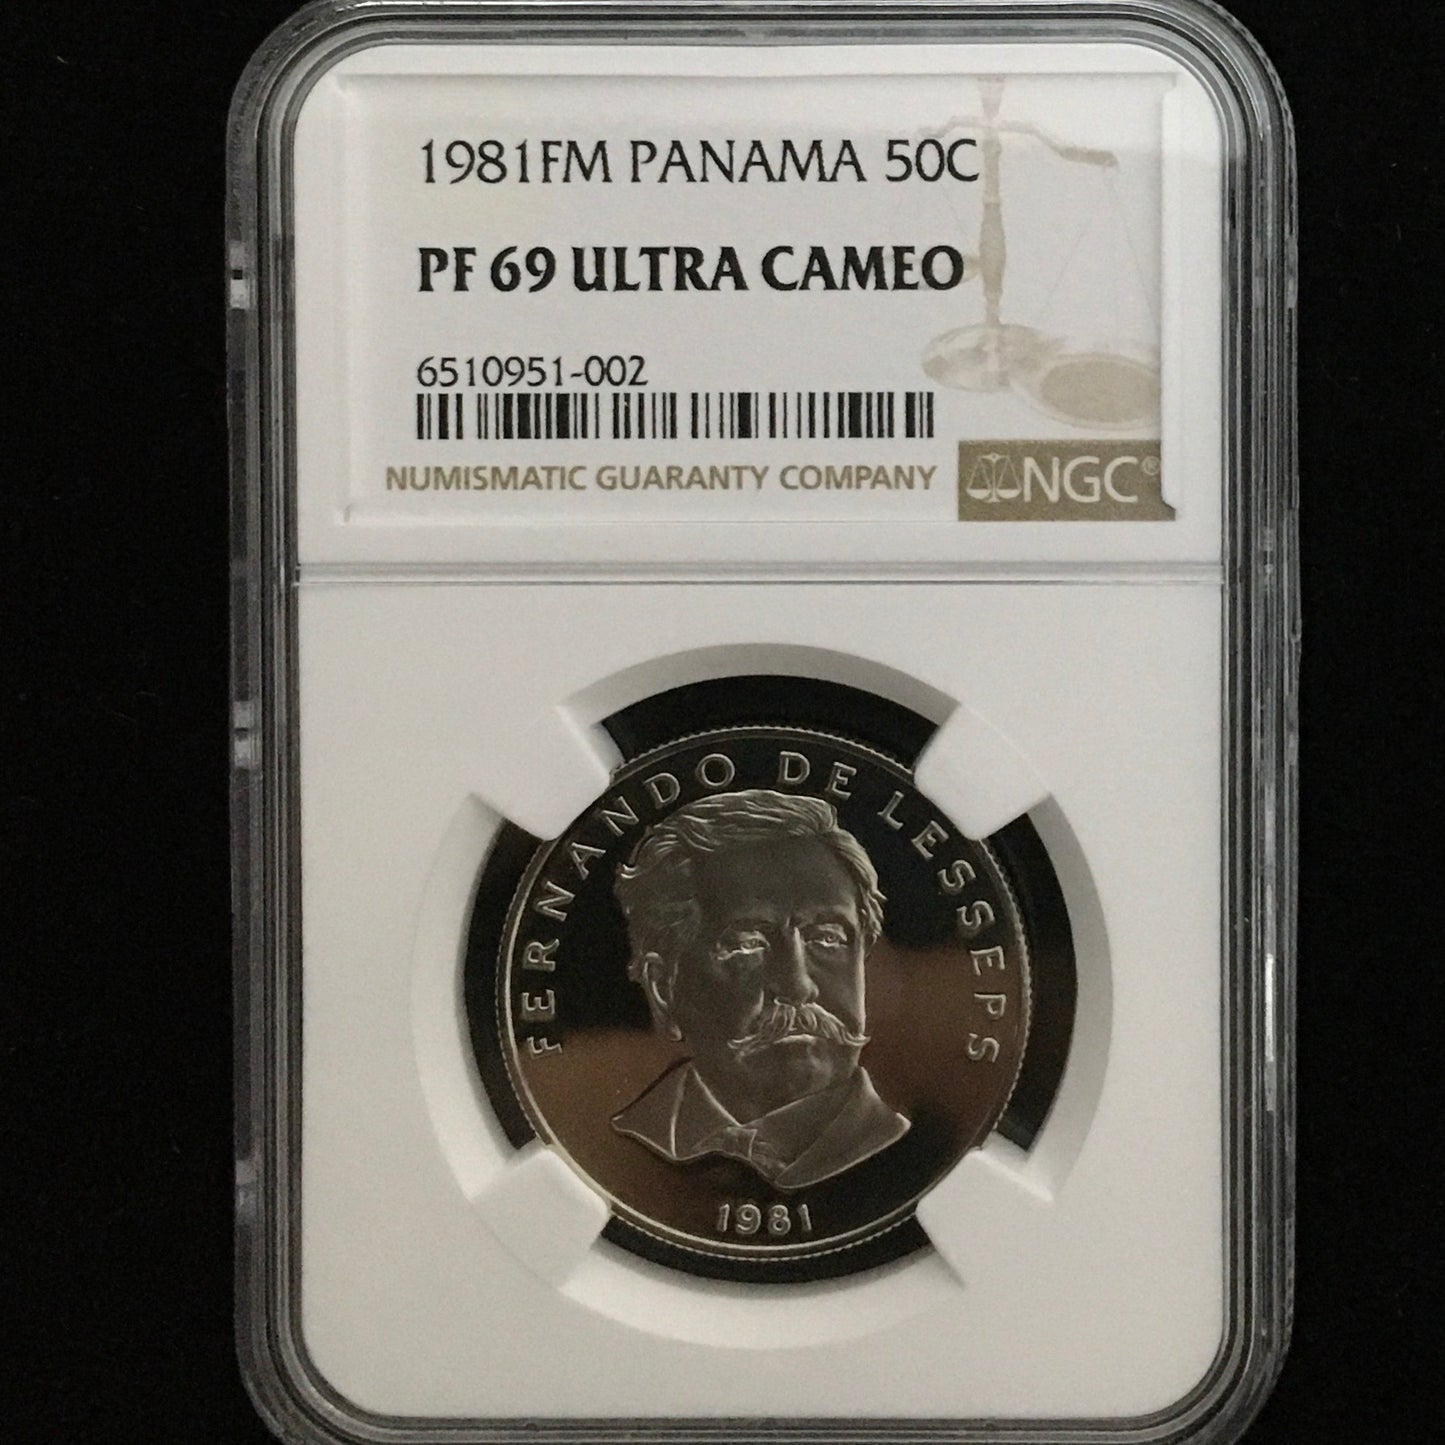 1981FM PANAMA 50C
PF 69 ULTRA CAMEO
6510951-002
NUMISMATIC GUARANTY COMPANY
NGC®
FERNANDO DE LESSEPS
1981